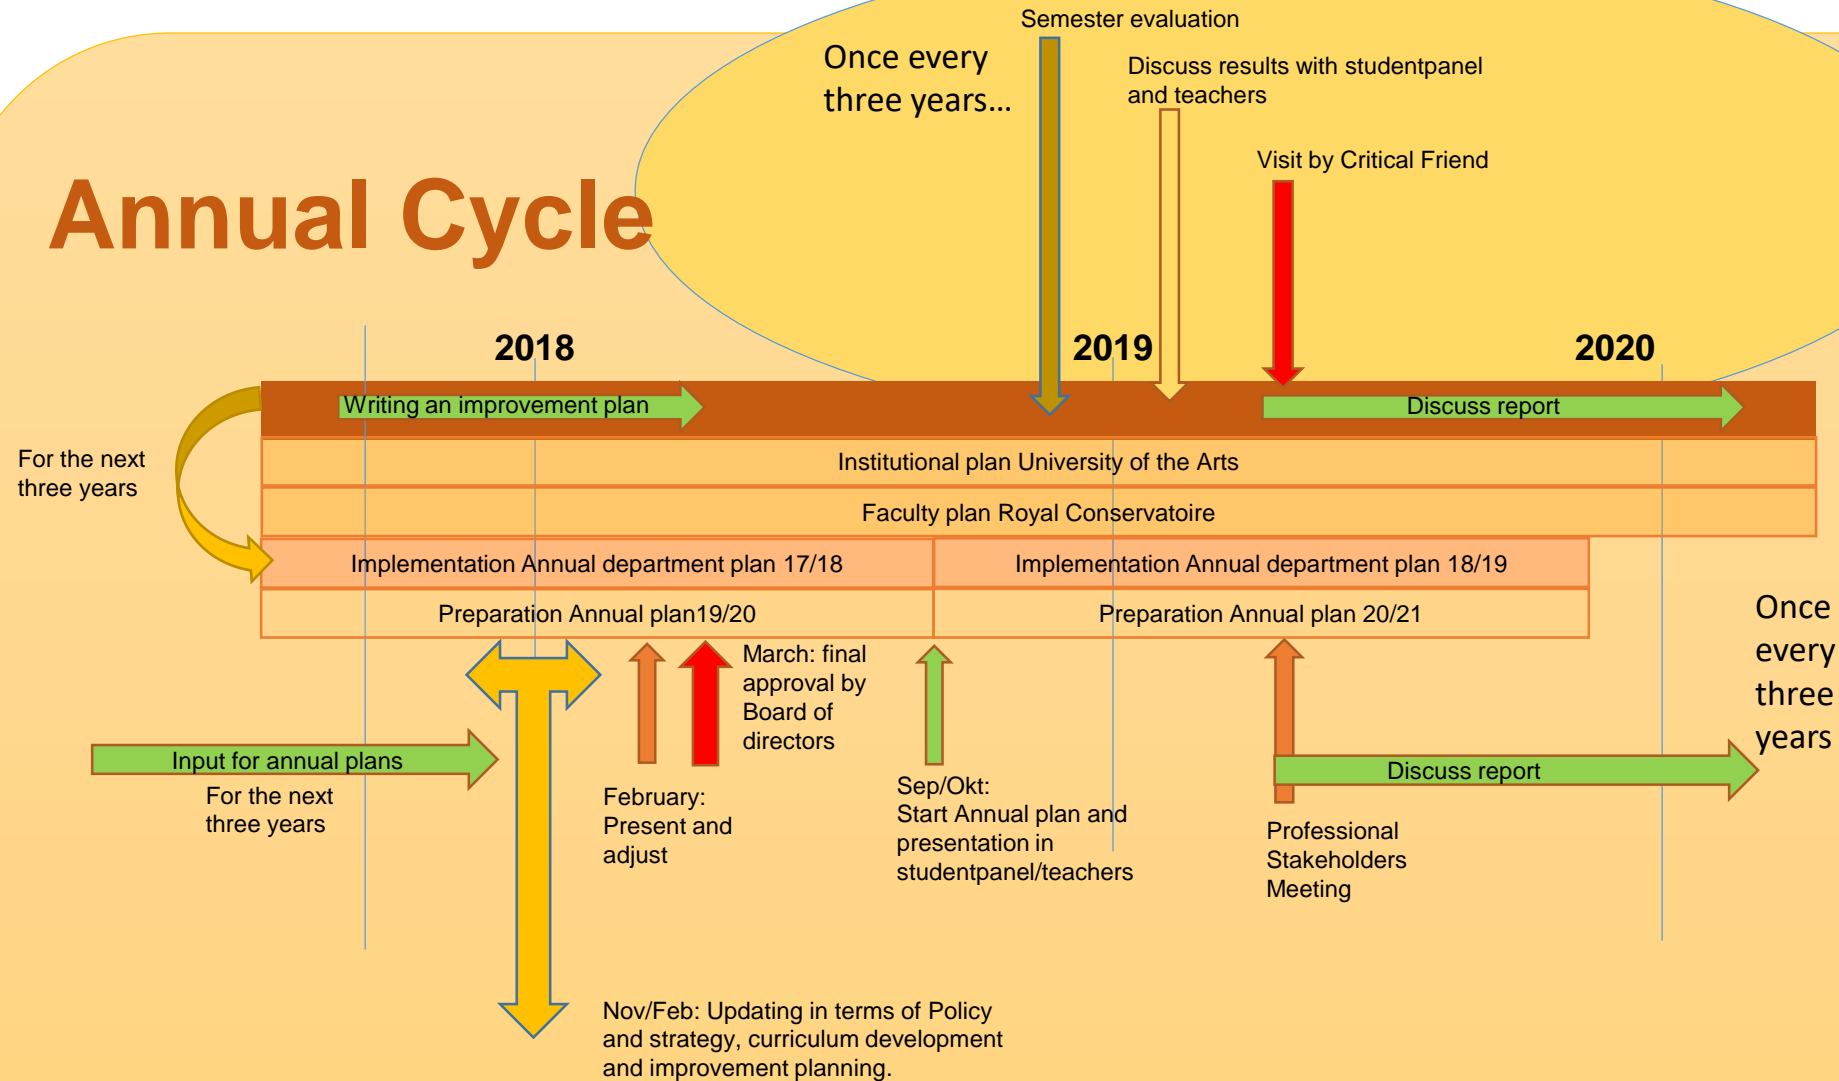 Semester evaluation
Once every
three years...
Discuss results with studentpanel
and teachers
Visit by Critical Friend
Annual Cycle
2018
2019
2020
Writing an improvement plan
Discuss report
For the next
three years
Institutional plan University of the Arts
Faculty plan Royal Conservatoire
Implementation Annual department plan 17/18
Implementation Annual department plan 18/19
Preparation Annual plan19/20
Preparation Annual plan 20/21
Once
every
three
years
March: final
approval by
Board of
directors
Input for annual plans
For the next
three years
February:
Present and
adjust
Sep/Okt:
Start Annual plan and
presentation in
studentpanel/teachers
Discuss report
Professional
Stakeholders
Meeting
Nov/Feb: Updating in terms of Policy
and strategy, curriculum development
and improvement planning.